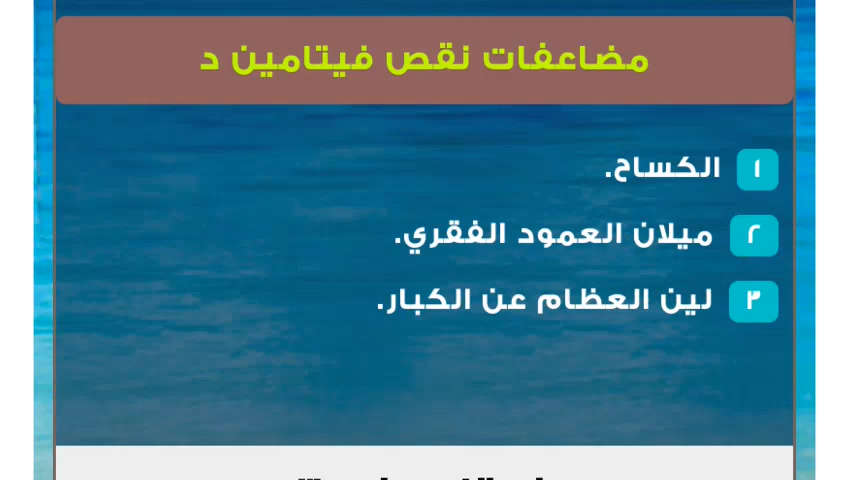 مضاعفات نقص فيتامين د
١ الكساح.
٢ ميلان العمود الفقري.
٣ لين العظام عن الكبار.